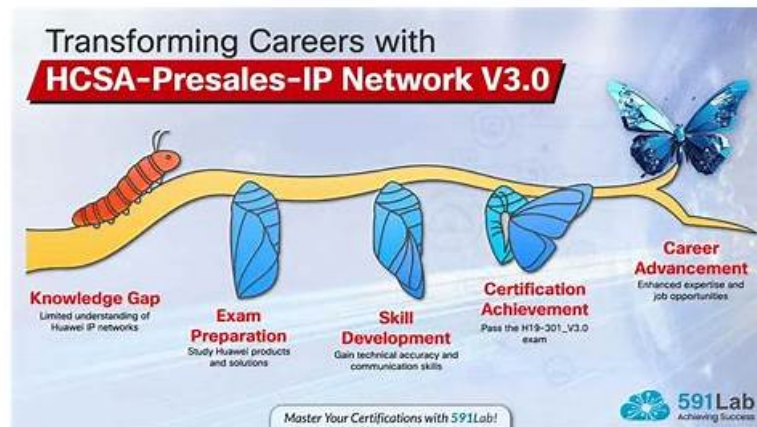 Transforming Careers with
HCSA-Presales-IP Network V3.0
Knowledge Gap
Limited understanding of
Huawei IP networks
Exam
Preparation
Study Huawei products
and solutions
Skill
Development
Gain technical accuracy and
communication skills
Certification
Achievement
Pass the H19-301_V3.0
exam
Career
Advancement
Enhanced expertise and
job opportunities
Master Your Certifications with 591Lab!
591Lab
Achieving Success